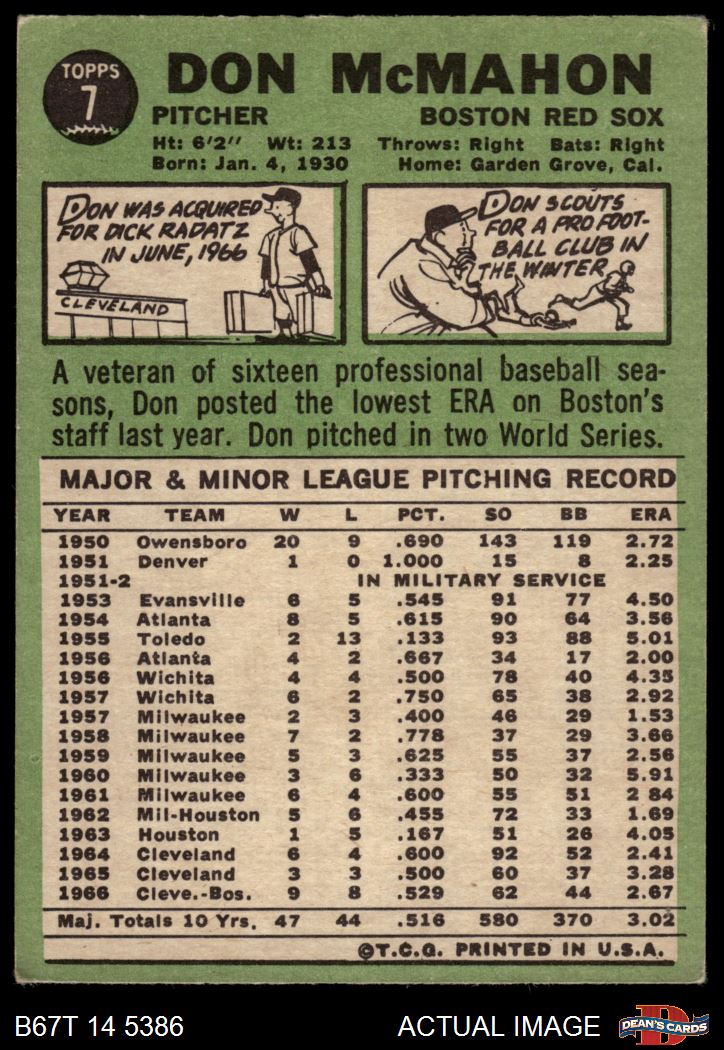 TOPPS
7
DON McMAHON
PITCHER BOSTON RED SOX
Ht: 6'2" Wt: 213 Throws: Right Bats: Right
Born: Jan. 4, 1930 Home: Garden Grove, Cal.
DON WAS ACQUIRED
FOR DICK RADATZ
IN JUNE, 1966
CLEVELAND
DON SCOUTS
FOR A PRO FOOT-
BALL CLUB IN
THE WINTER
A veteran of sixteen professional baseball sea-
sons, Don posted the lowest ERA on Boston's
staff last year. Don pitched in two World Series.
MAJOR & MINOR LEAGUE PITCHING RECORD
YEAR TEAM W L PCT. SO BB ERA
1950 Owensboro 20 9 .690 143 119 2.72
1951 Denver 1 0 1.000 15 8 2.25
1951-2 IN MILITARY SERVICE
1953 Evansville 6 5 .545 91 77 4.50
1954 Atlanta 8 5 .615 90 64 3.56
1955 Toledo 2 13 .133 93 88 5.01
1956 Atlanta 4 2 .667 34 17 2.00
1956 Wichita 4 4 .500 78 40 4.35
1957 Wichita 6 2 .750 65 38 2.92
1957 Milwaukee 2 3 .400 46 29 1.53
1958 Milwaukee 7 2 .778 37 29 3.66
1959 Milwaukee 5 3 .625 55 37 2.56
1960 Milwaukee 3 6 .333 50 32 5.91
1961 Milwaukee 6 4 .600 55 51 2 84
1962 Mil-Houston 5 6 .455 72 33 1.69
1963 Houston 1 5 .167 51 26 4.05
1964 Cleveland 6 4 .600 92 52 2.41
1965 Cleveland 3 3 .500 60 37 3.28
1966 Cleve.-Bos. 9 8 .529 62 44 2.67
Maj. Totals 10 Yrs. 47 44 .516 580 370 3.02
©T.C.G. PRINTED IN U.S.A.
B67T 14 5386 ACTUAL IMAGE DEAN'S CARDS